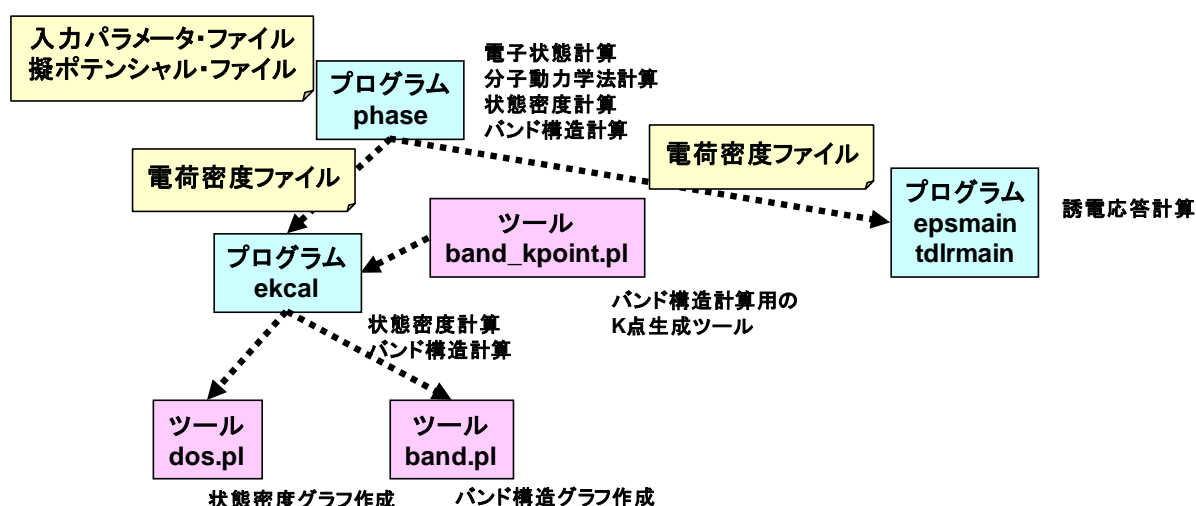 入力パラメータ・ファイル
擬ポテンシャル・ファイル
プログラム
phase
電子状態計算
分子動力学法計算
状態密度計算
バンド構造計算
電荷密度ファイル
電荷密度ファイル
プログラム
epsmain
tdlrmain
誘電応答計算
プログラム
ekcal
ツール
band_kpoint.pl
バンド構造計算用の
K点生成ツール
状態密度計算
バンド構造計算
ツール
dos.pl
ツール
band.pl
状態密度グラフ作成
バンド構造グラフ作成